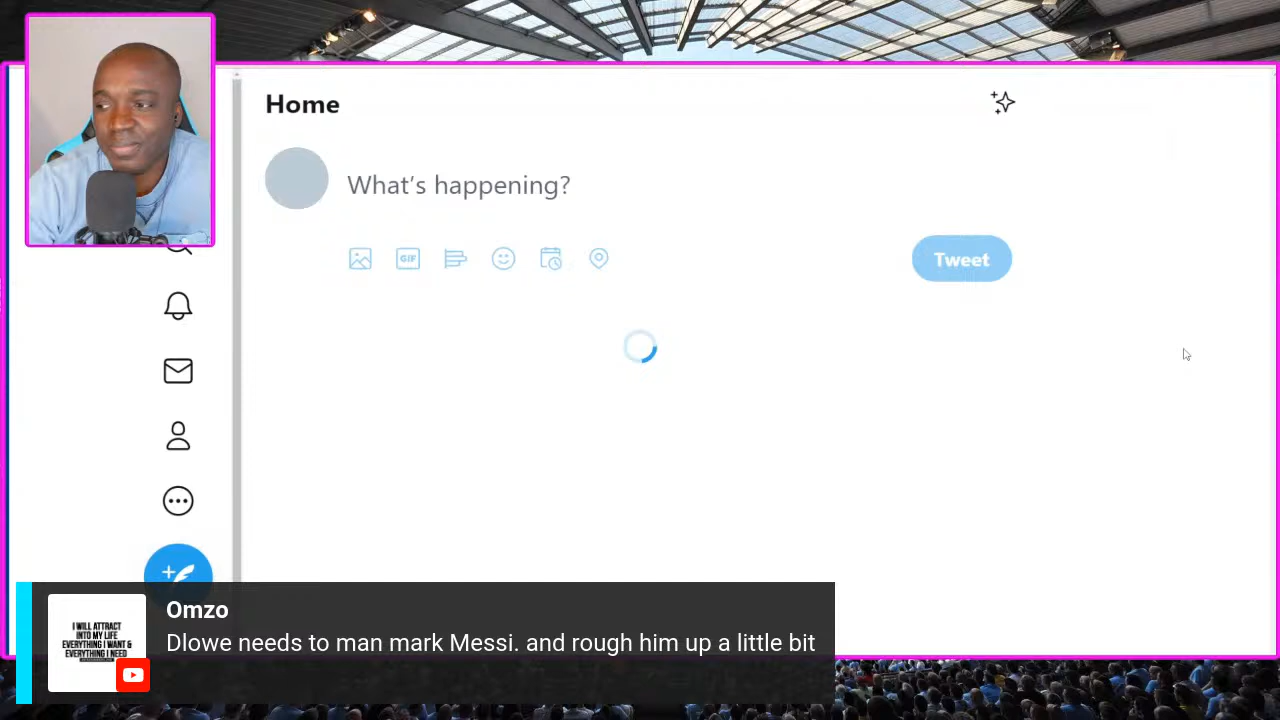 Home
What's happening?
GIF
Tweet
Omzo
Dlowe needs to man mark Messi. and rough him up a little bit
I WILL ATTRACT
INTO MY LIFE
EVERYTHING I WANT &
EVERYTHING I NEED